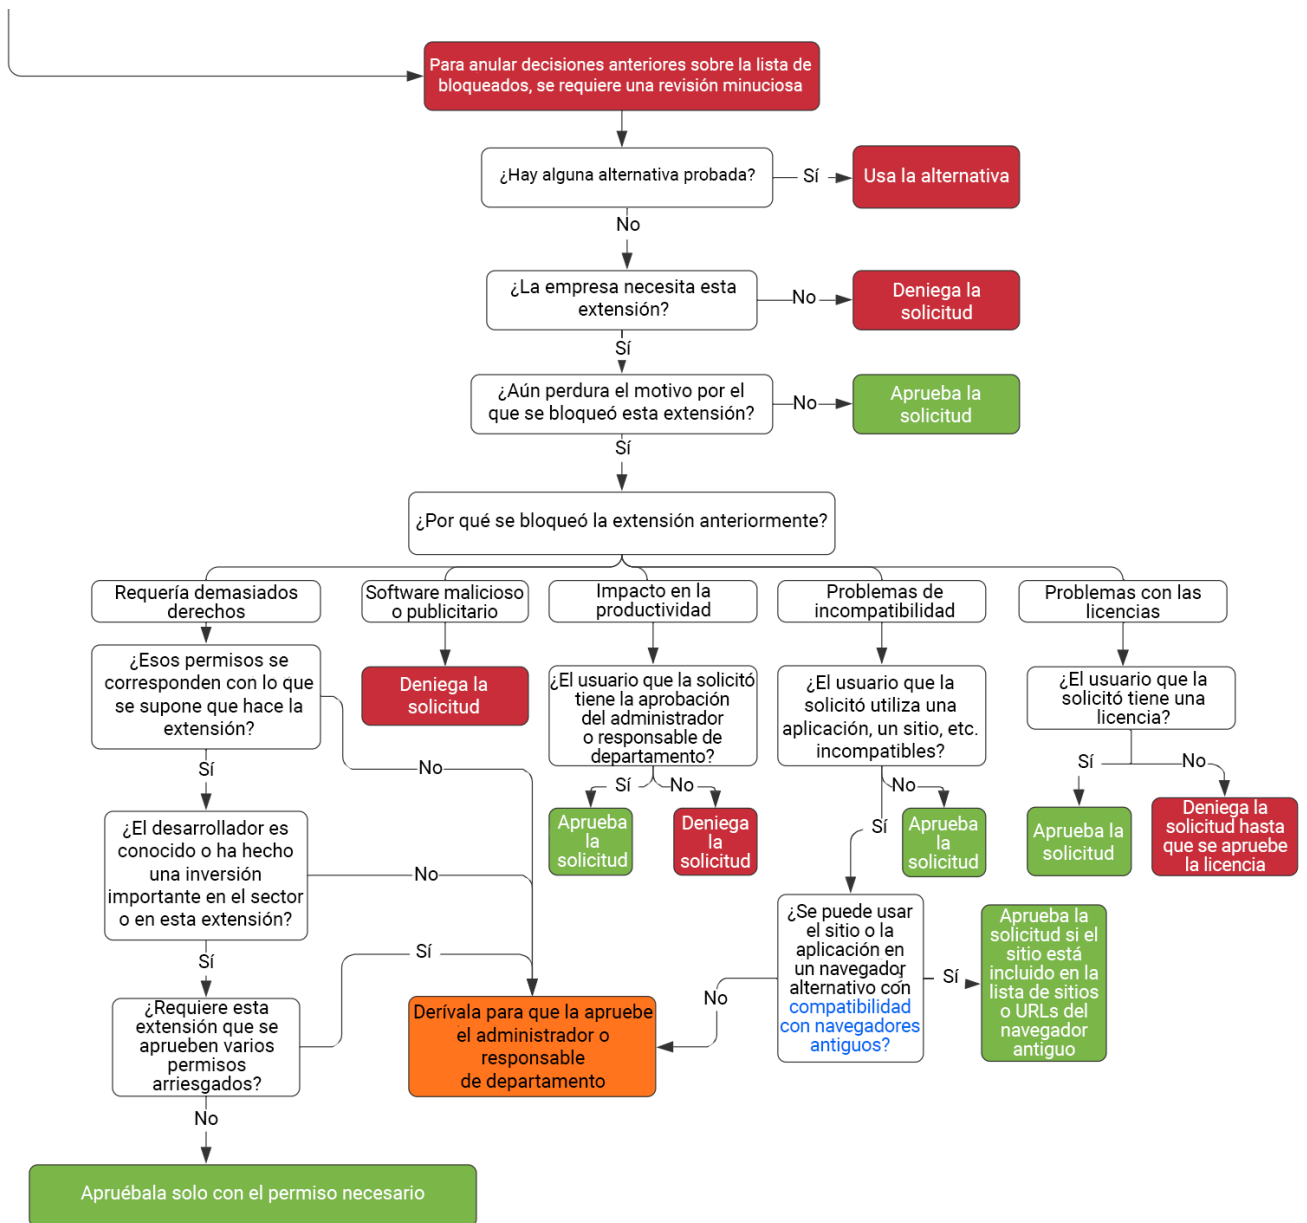 Para anular decisiones anteriores sobre la lista de
bloqueados, se requiere una revisión minuciosa
¿Hay alguna alternativa probada?
Sí
Usa la alternativa
No
¿La empresa necesita esta
extensión?
No
Deniega la
solicitud
Sí
¿Aún perdura el motivo por el
que se bloqueó esta extensión?
No
Aprueba la
solicitud
Sí
¿Por qué se bloqueó la extensión anteriormente?
Requería demasiados
derechos
¿Esos permisos se
corresponden con lo que
se supone que hace la
extensión?
No
Sí
¿El desarrollador es
conocido o ha hecho
una inversión
importante en el sector
o en esta extensión?
No
Sí
¿Requiere esta
extensión que se
aprueben varios
permisos
arriesgados?
Sí
No
Apruébala solo con el permiso necesario
Software malicioso
o publicitario
Deniega la
solicitud
Derívala para que la apruebe
el administrador o
responsable
de departamento
Impacto en la
productividad
¿El usuario que la solicitó
tiene la aprobación
del administrador
o responsable de
departamento?
Sí
No
Aprueba
la
solicitud
Deniega
la
solicitud
Problemas de
incompatibilidad
¿El usuario que la
solicitó utiliza una
aplicación, un sitio, etc.
incompatibles?
No
Sí
Aprueba
la
solicitud
¿Se puede usar
el sitio o la
aplicación en
un navegador
alternativo con
compatibilidad
con navegadores
antiguos?
No
Sí
Aprueba la
solicitud si el
sitio está
incluido en la
lista de sitios
o URLs del
navegador
antiguo
Problemas con las
licencias
¿El usuario que la
solicitó tiene una
licencia?
Sí
No
Aprueba la
solicitud
Deniega la
solicitud hasta
que se apruebe
la licencia